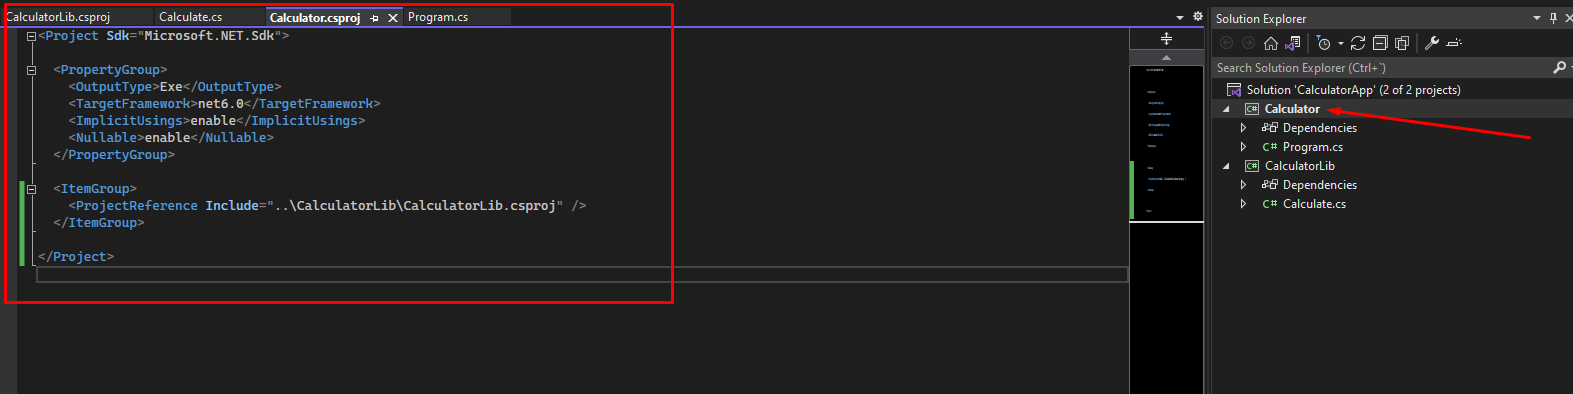 CalculatorLib.csproj Calculate.cs Calculator.csproj Program.cs
<Project Sdk="Microsoft.NET.Sdk">
<PropertyGroup>
<OutputType>Exe</OutputType>
<TargetFramework>net6.0</TargetFramework>
<ImplicitUsings>enable</ImplicitUsings>
<Nullable>enable</Nullable>
</PropertyGroup>
<ItemGroup>
<ProjectReference Include="..\CalculatorLib\CalculatorLib.csproj" />
</ItemGroup>
</Project>
Solution Explorer
Search Solution Explorer (Ctrl+`)
Solution 'CalculatorApp' (2 of 2 projects)
C# Calculator
Dependencies
C# Program.cs
C# CalculatorLib
Dependencies
C# Calculate.cs